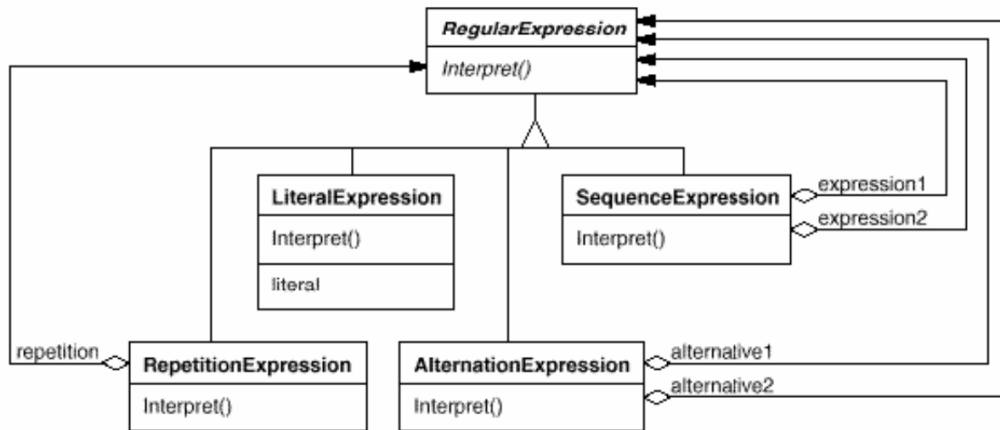 RegularExpression
Interpret()
LiteralExpression
Interpret()
literal
SequenceExpression
Interpret()
expression1
expression2
repetition
RepetitionExpression
Interpret()
AlternationExpression
Interpret()
alternative1
alternative2